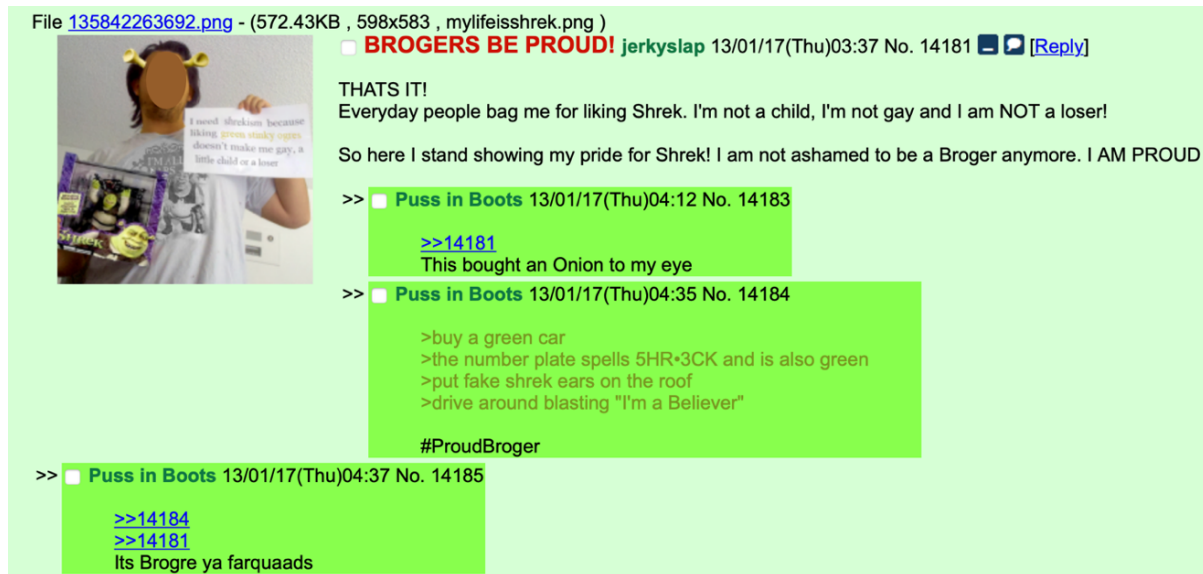 File 135842263692.png - (572.43KB , 598x583 , mylifeisshrek.png )
BROGERS BE PROUD! jerkyslap 13/01/17(Thu)03:37 No. 14181 [Reply]
I need shrekism because
liking green stinky ogres
doesn't make me gay, a
little child or a loser
I'M ALL
SHREK
THATS IT!
Everyday people bag me for liking Shrek. I'm not a child, I'm not gay and I am NOT a loser!
So here I stand showing my pride for Shrek! I am not ashamed to be a Broger anymore. I AM PROUD
>> Puss in Boots 13/01/17(Thu)04:12 No. 14183
>>14181
This bought an Onion to my eye
>> Puss in Boots 13/01/17(Thu)04:35 No. 14184
>buy a green car
>the number plate spells 5HR•3CK and is also green
>put fake shrek ears on the roof
>drive around blasting "I'm a Believer"
#ProudBroger
>> Puss in Boots 13/01/17(Thu)04:37 No. 14185
>>14184
>>14181
Its Brogre ya farquaads